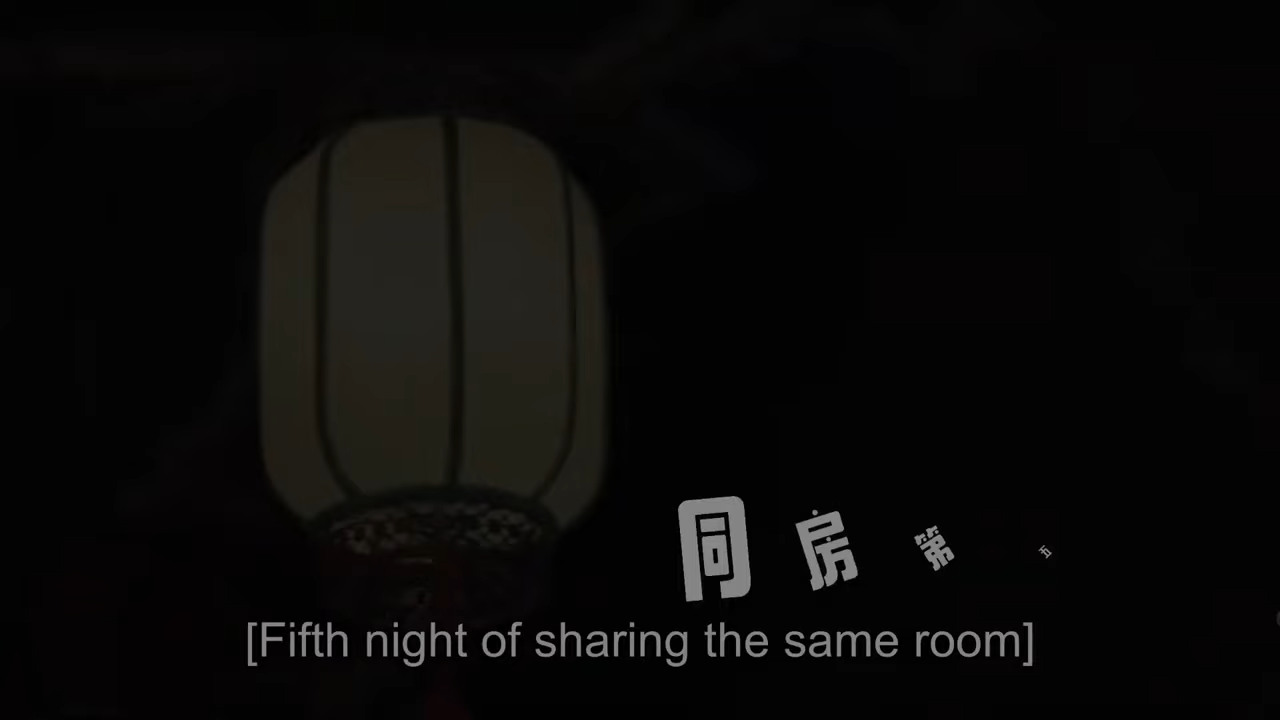 同房第五
[Fifth night of sharing the same room]